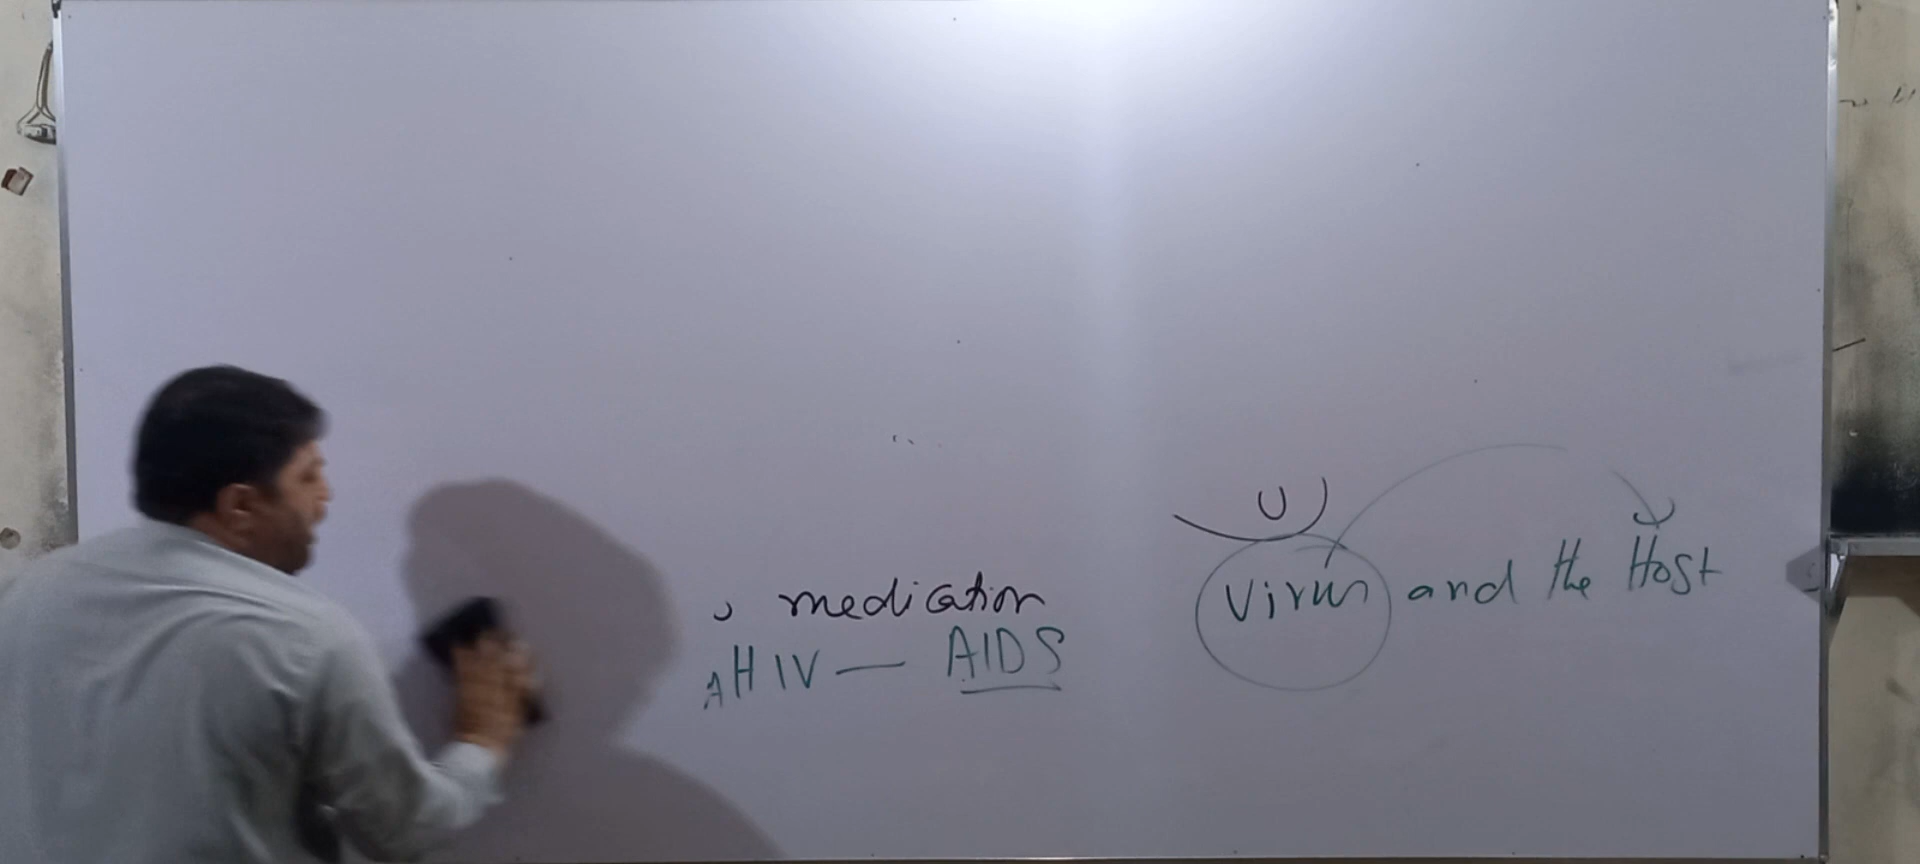 mediation
HIV — AIDS
Virus and the Host